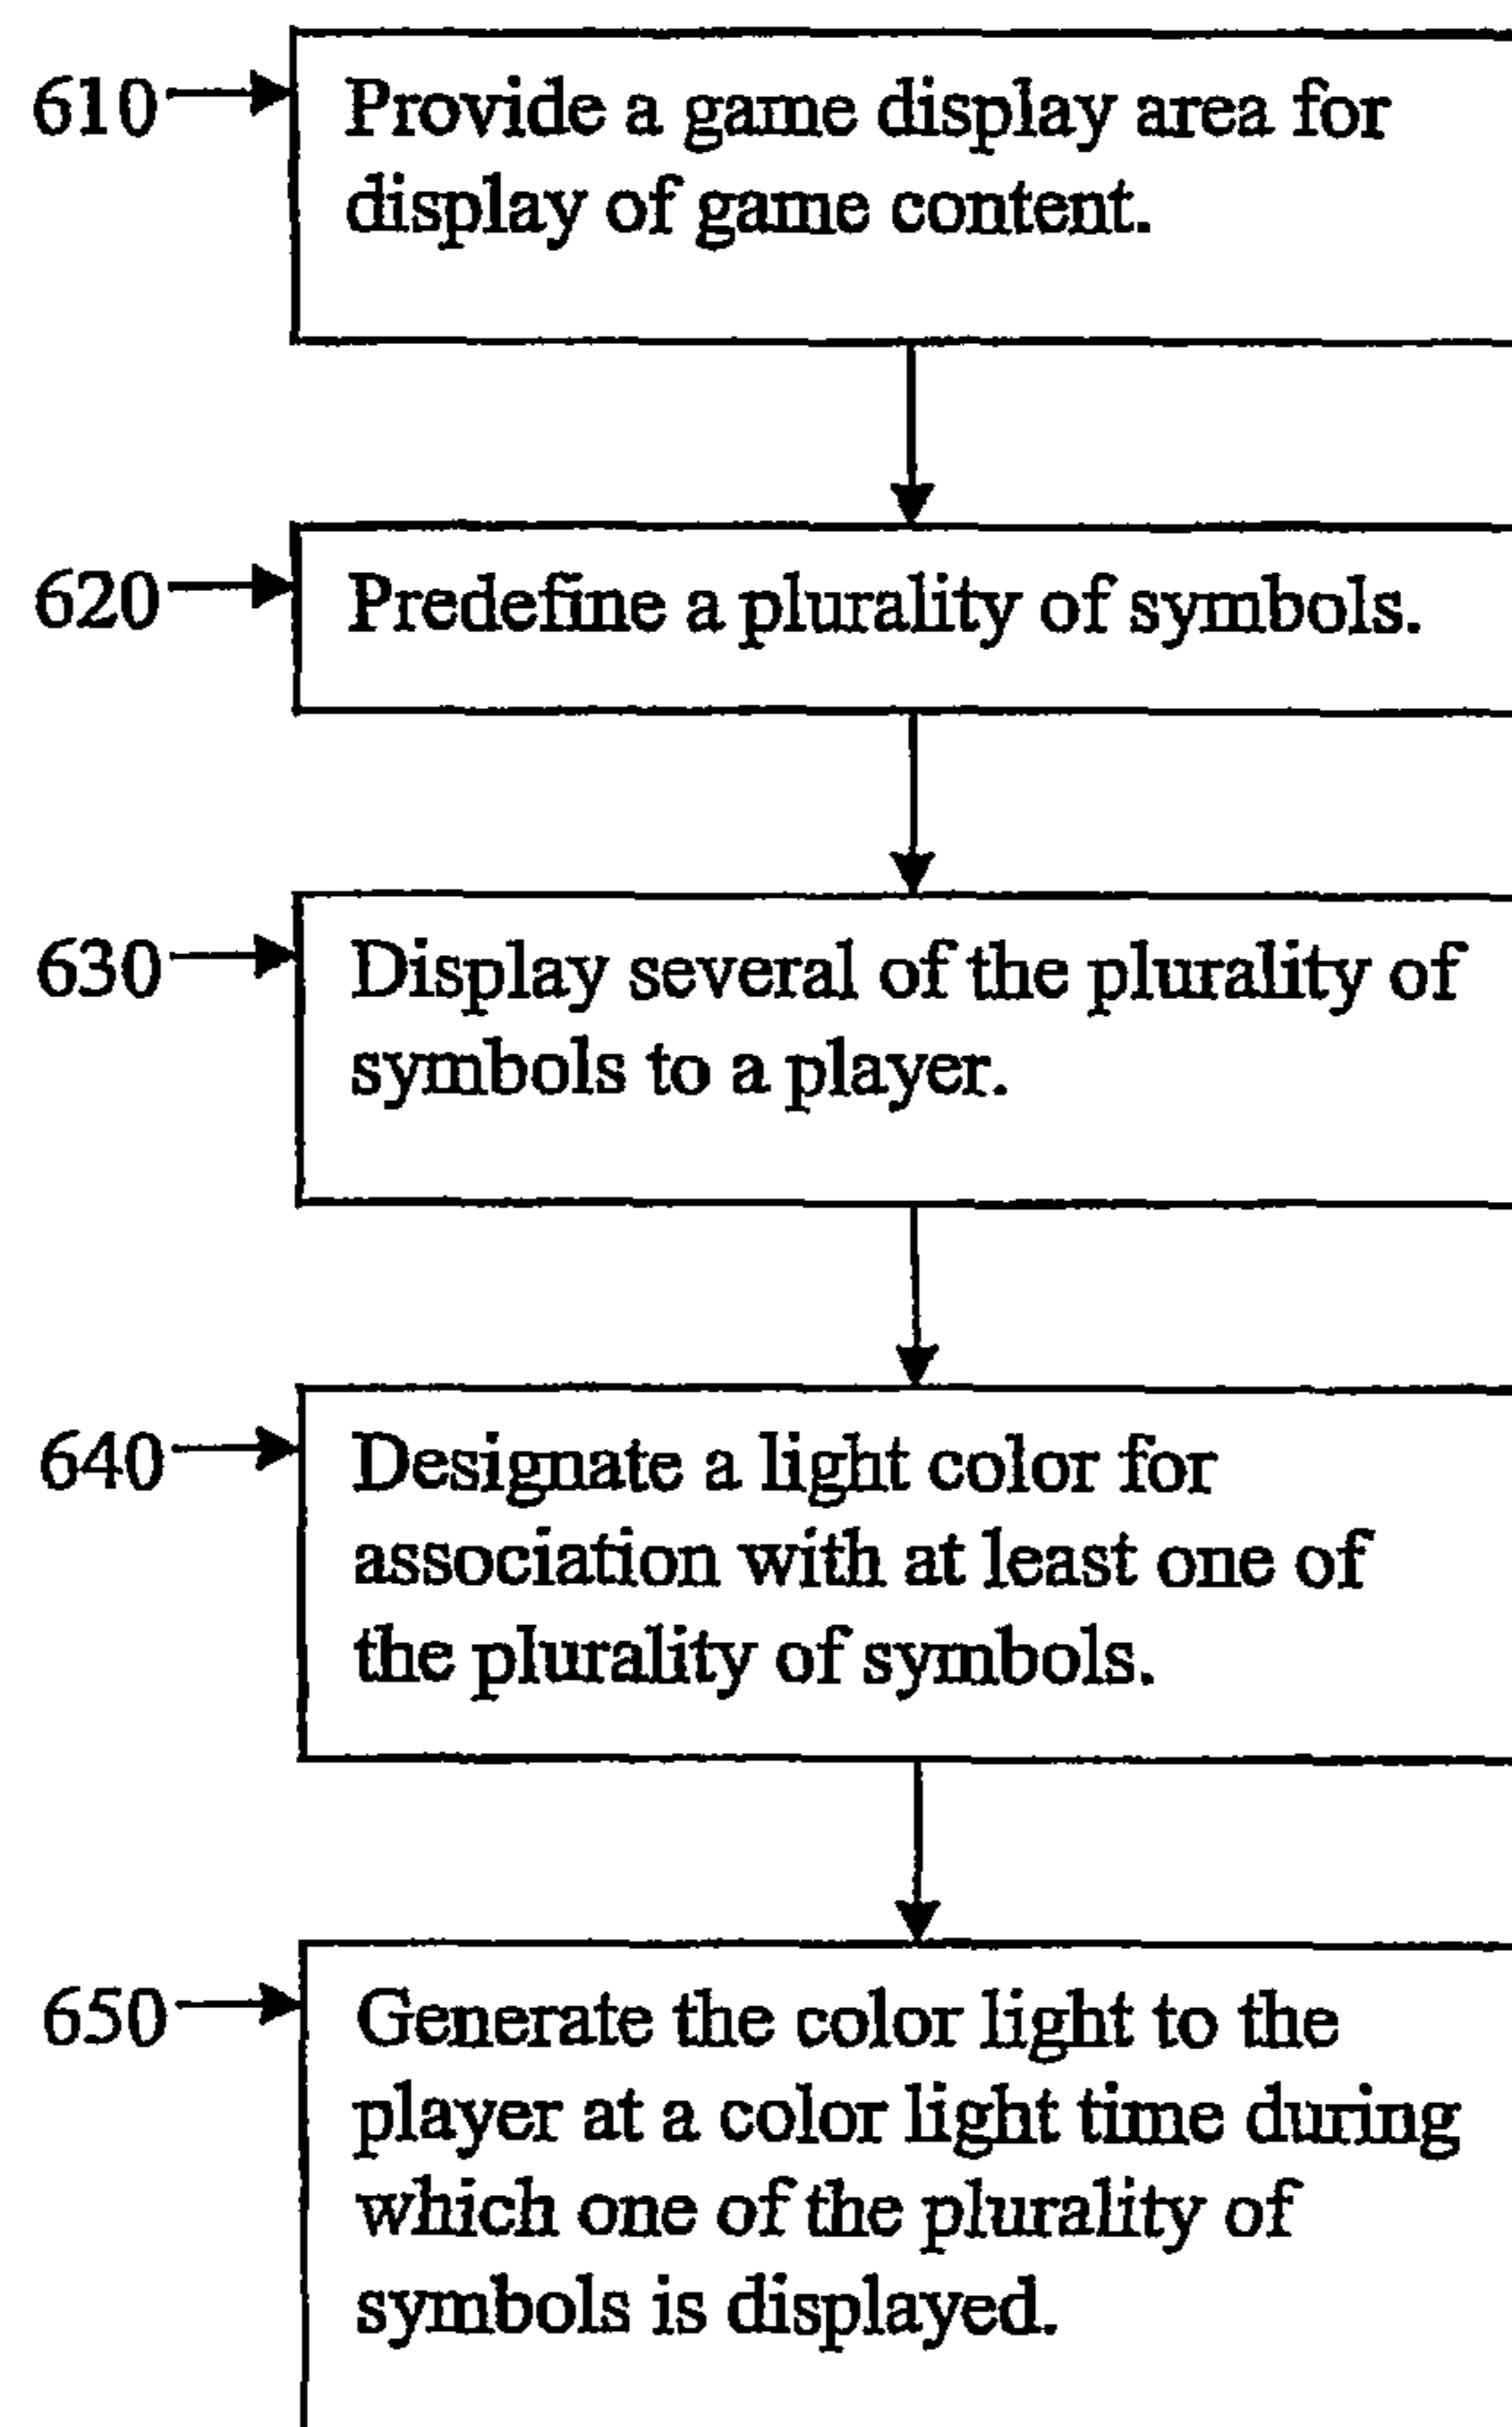 610 Provide a game display area for
display of game content.
620 Predefine a plurality of symbols.
630 Display several of the plurality of
symbols to a player.
640 Designate a light color for
association with at least one of
the plurality of symbols.
650 Generate the color light to the
player at a color light time during
which one of the plurality of
symbols is displayed.